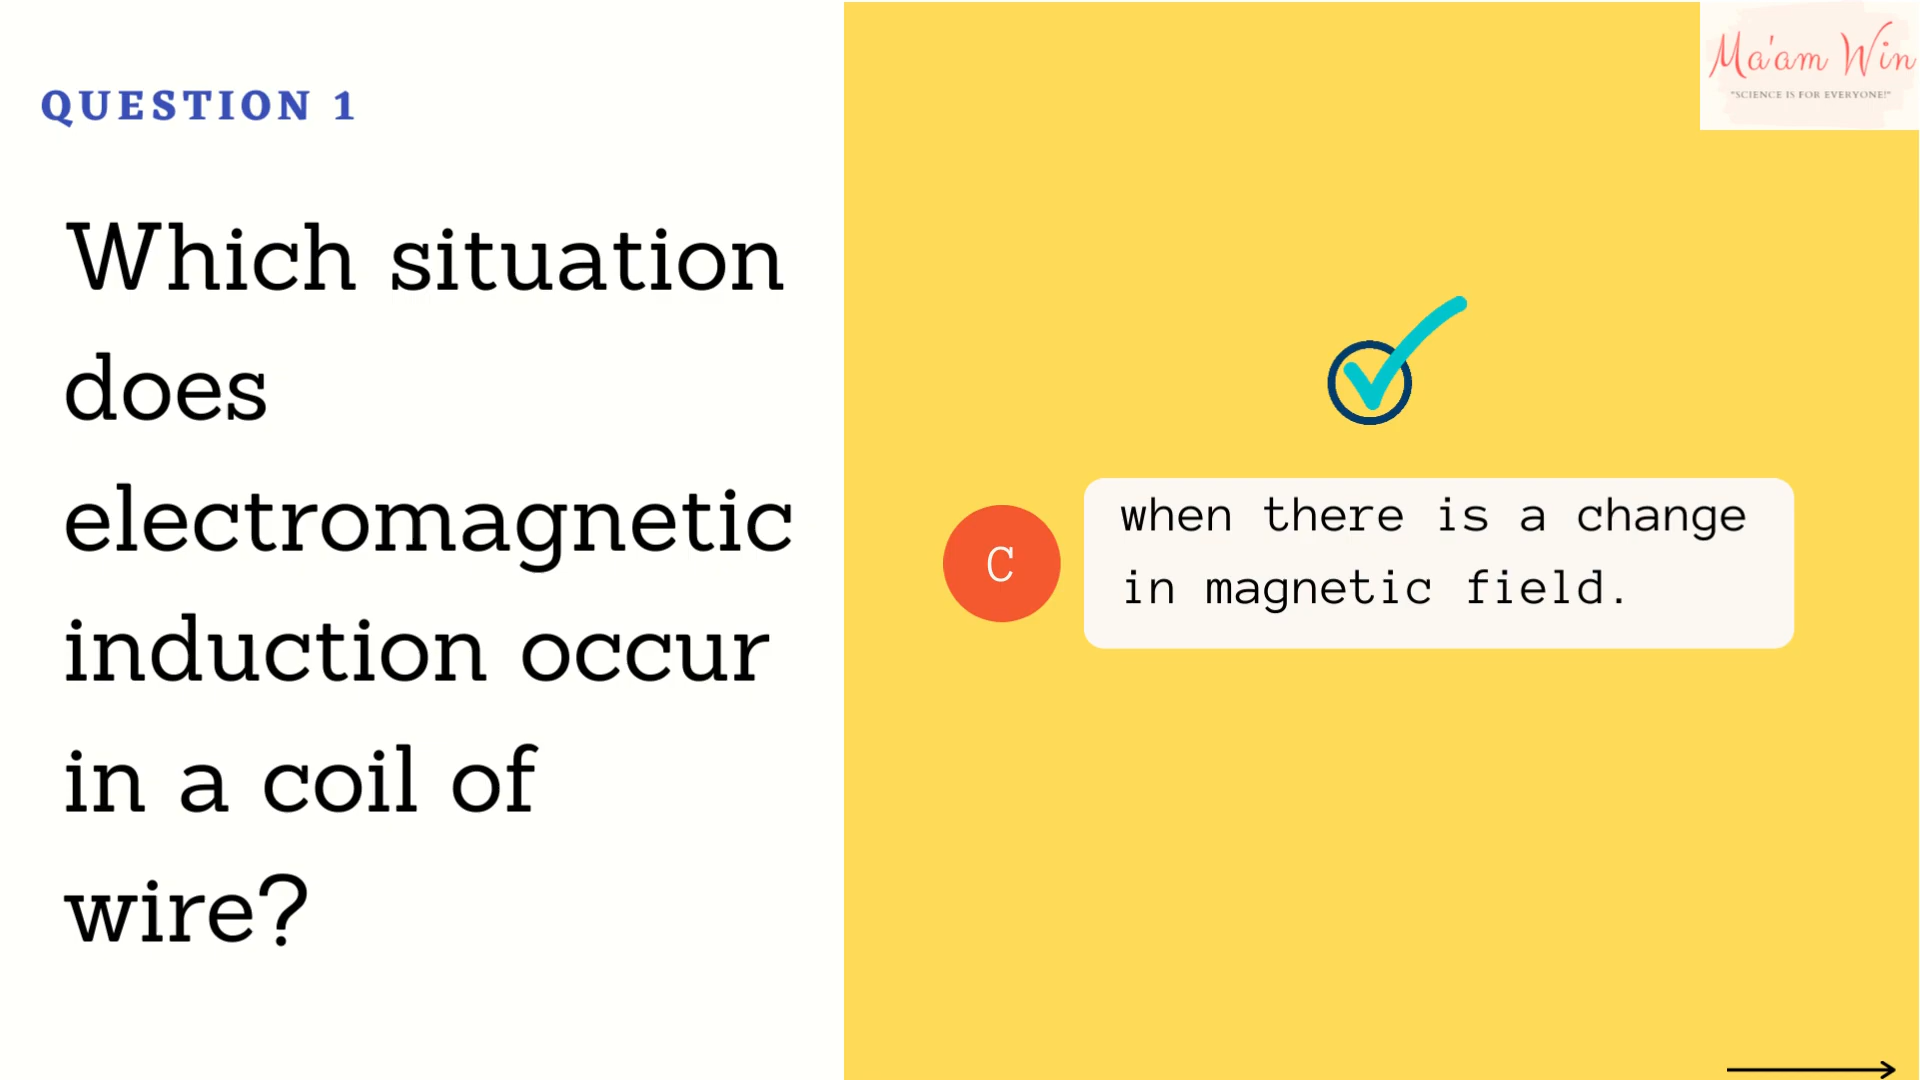 QUESTION 1
Which situation
does
electromagnetic
induction occur
in a coil of
wire?
Ma'am Win
"SCIENCE IS FOR EVERYONE!"
C
when there is a change
in magnetic field.